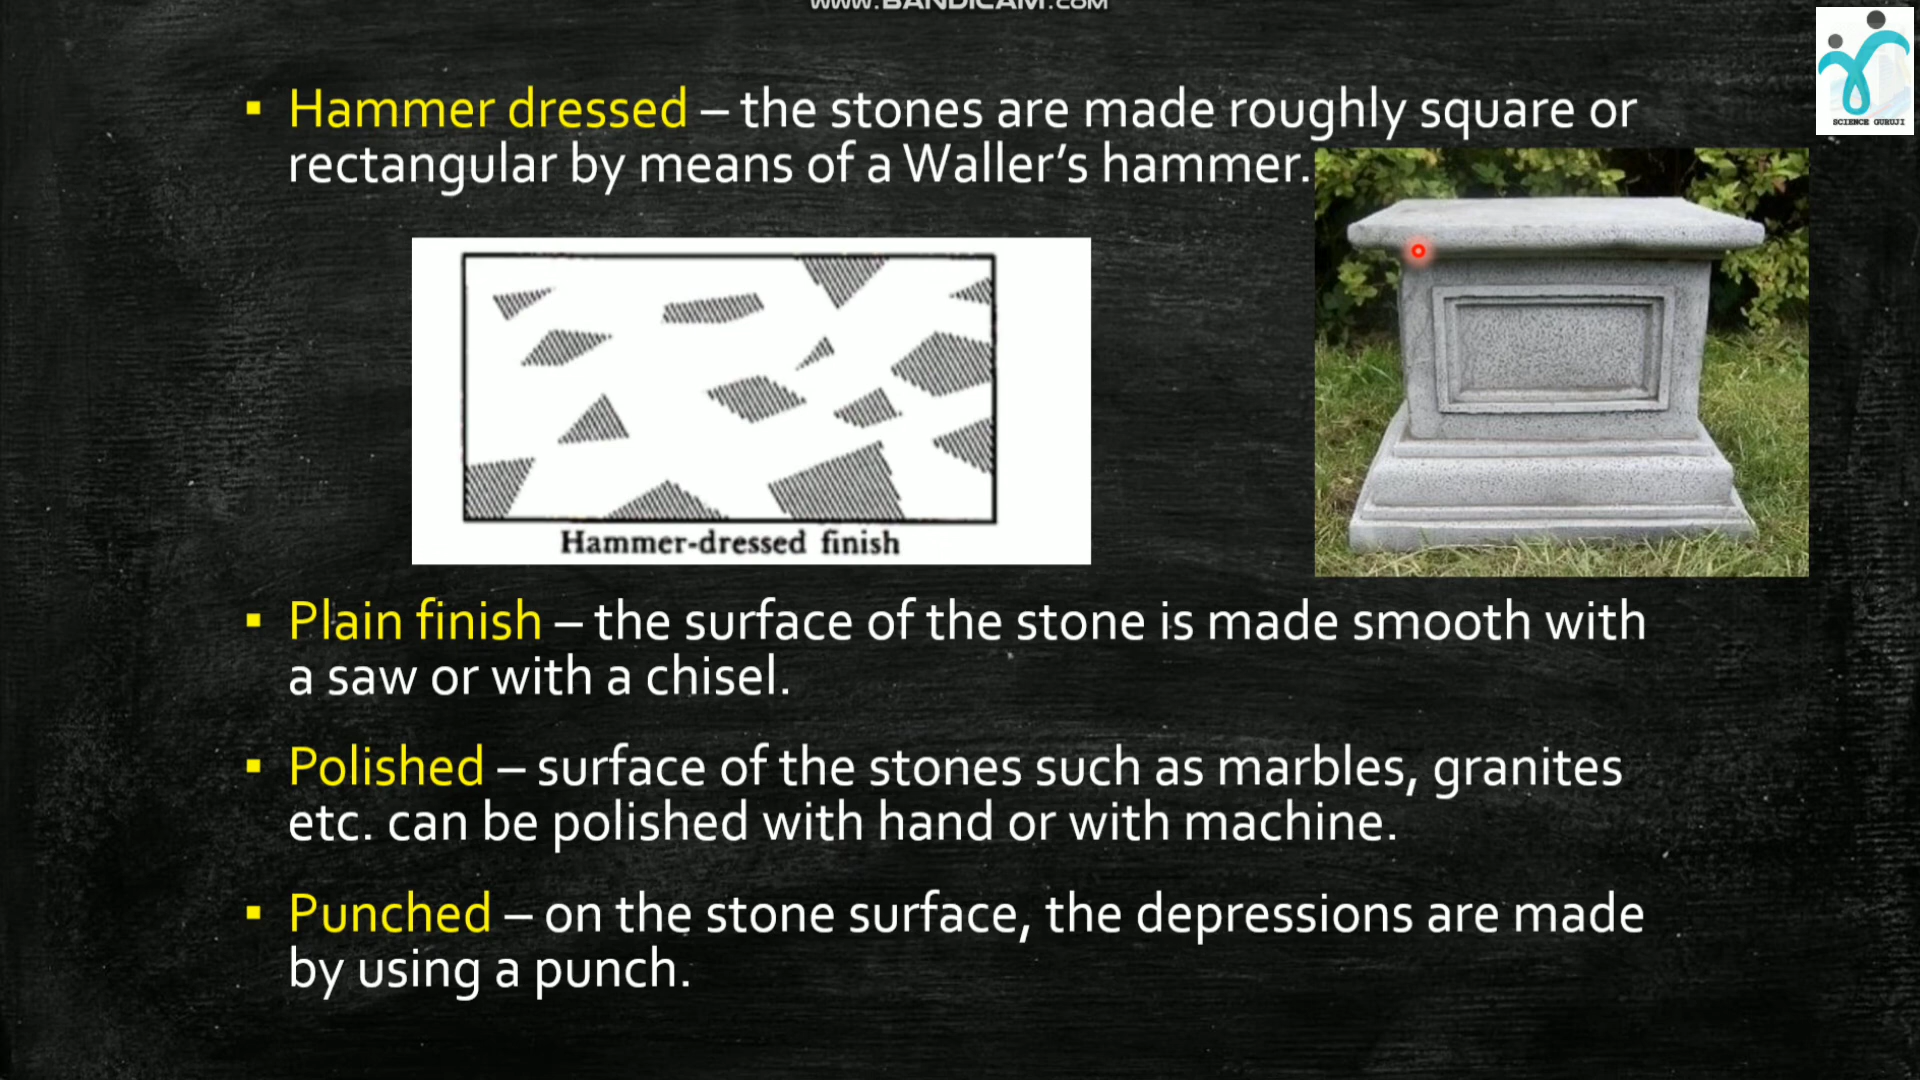 www.BANDICAM.COM
SCIENCE GURUJI
▪ Hammer dressed – the stones are made roughly square or
rectangular by means of a Waller’s hammer.
Hammer-dressed finish
▪ Plain finish – the surface of the stone is made smooth with
a saw or with a chisel.
▪ Polished – surface of the stones such as marbles, granites
etc. can be polished with hand or with machine.
▪ Punched – on the stone surface, the depressions are made
by using a punch.